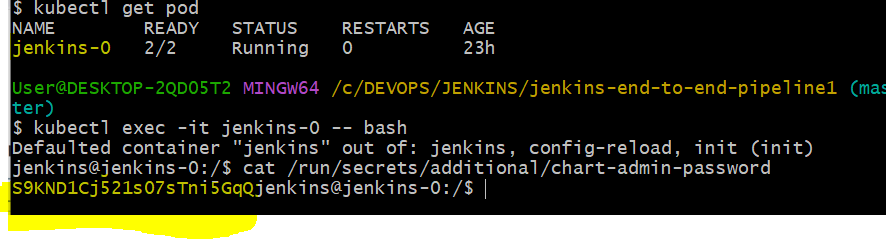 $ kubectl get pod
NAME READY STATUS RESTARTS AGE
jenkins-0 2/2 Running 0 23h
User@DESKTOP-2QD05T2 MINGW64 /c/DEVOPS/JENKINS/jenkins-end-to-end-pipeline1 (mas
ter)
$ kubectl exec -it jenkins-0 -- bash
Defaulted container "jenkins" out of: jenkins, config-reload, init (init)
jenkins@jenkins-0:/$ cat /run/secrets/additional/chart-admin-password
S9KND1Cj521sO7sTni5GqQjenkins@jenkins-0:/$